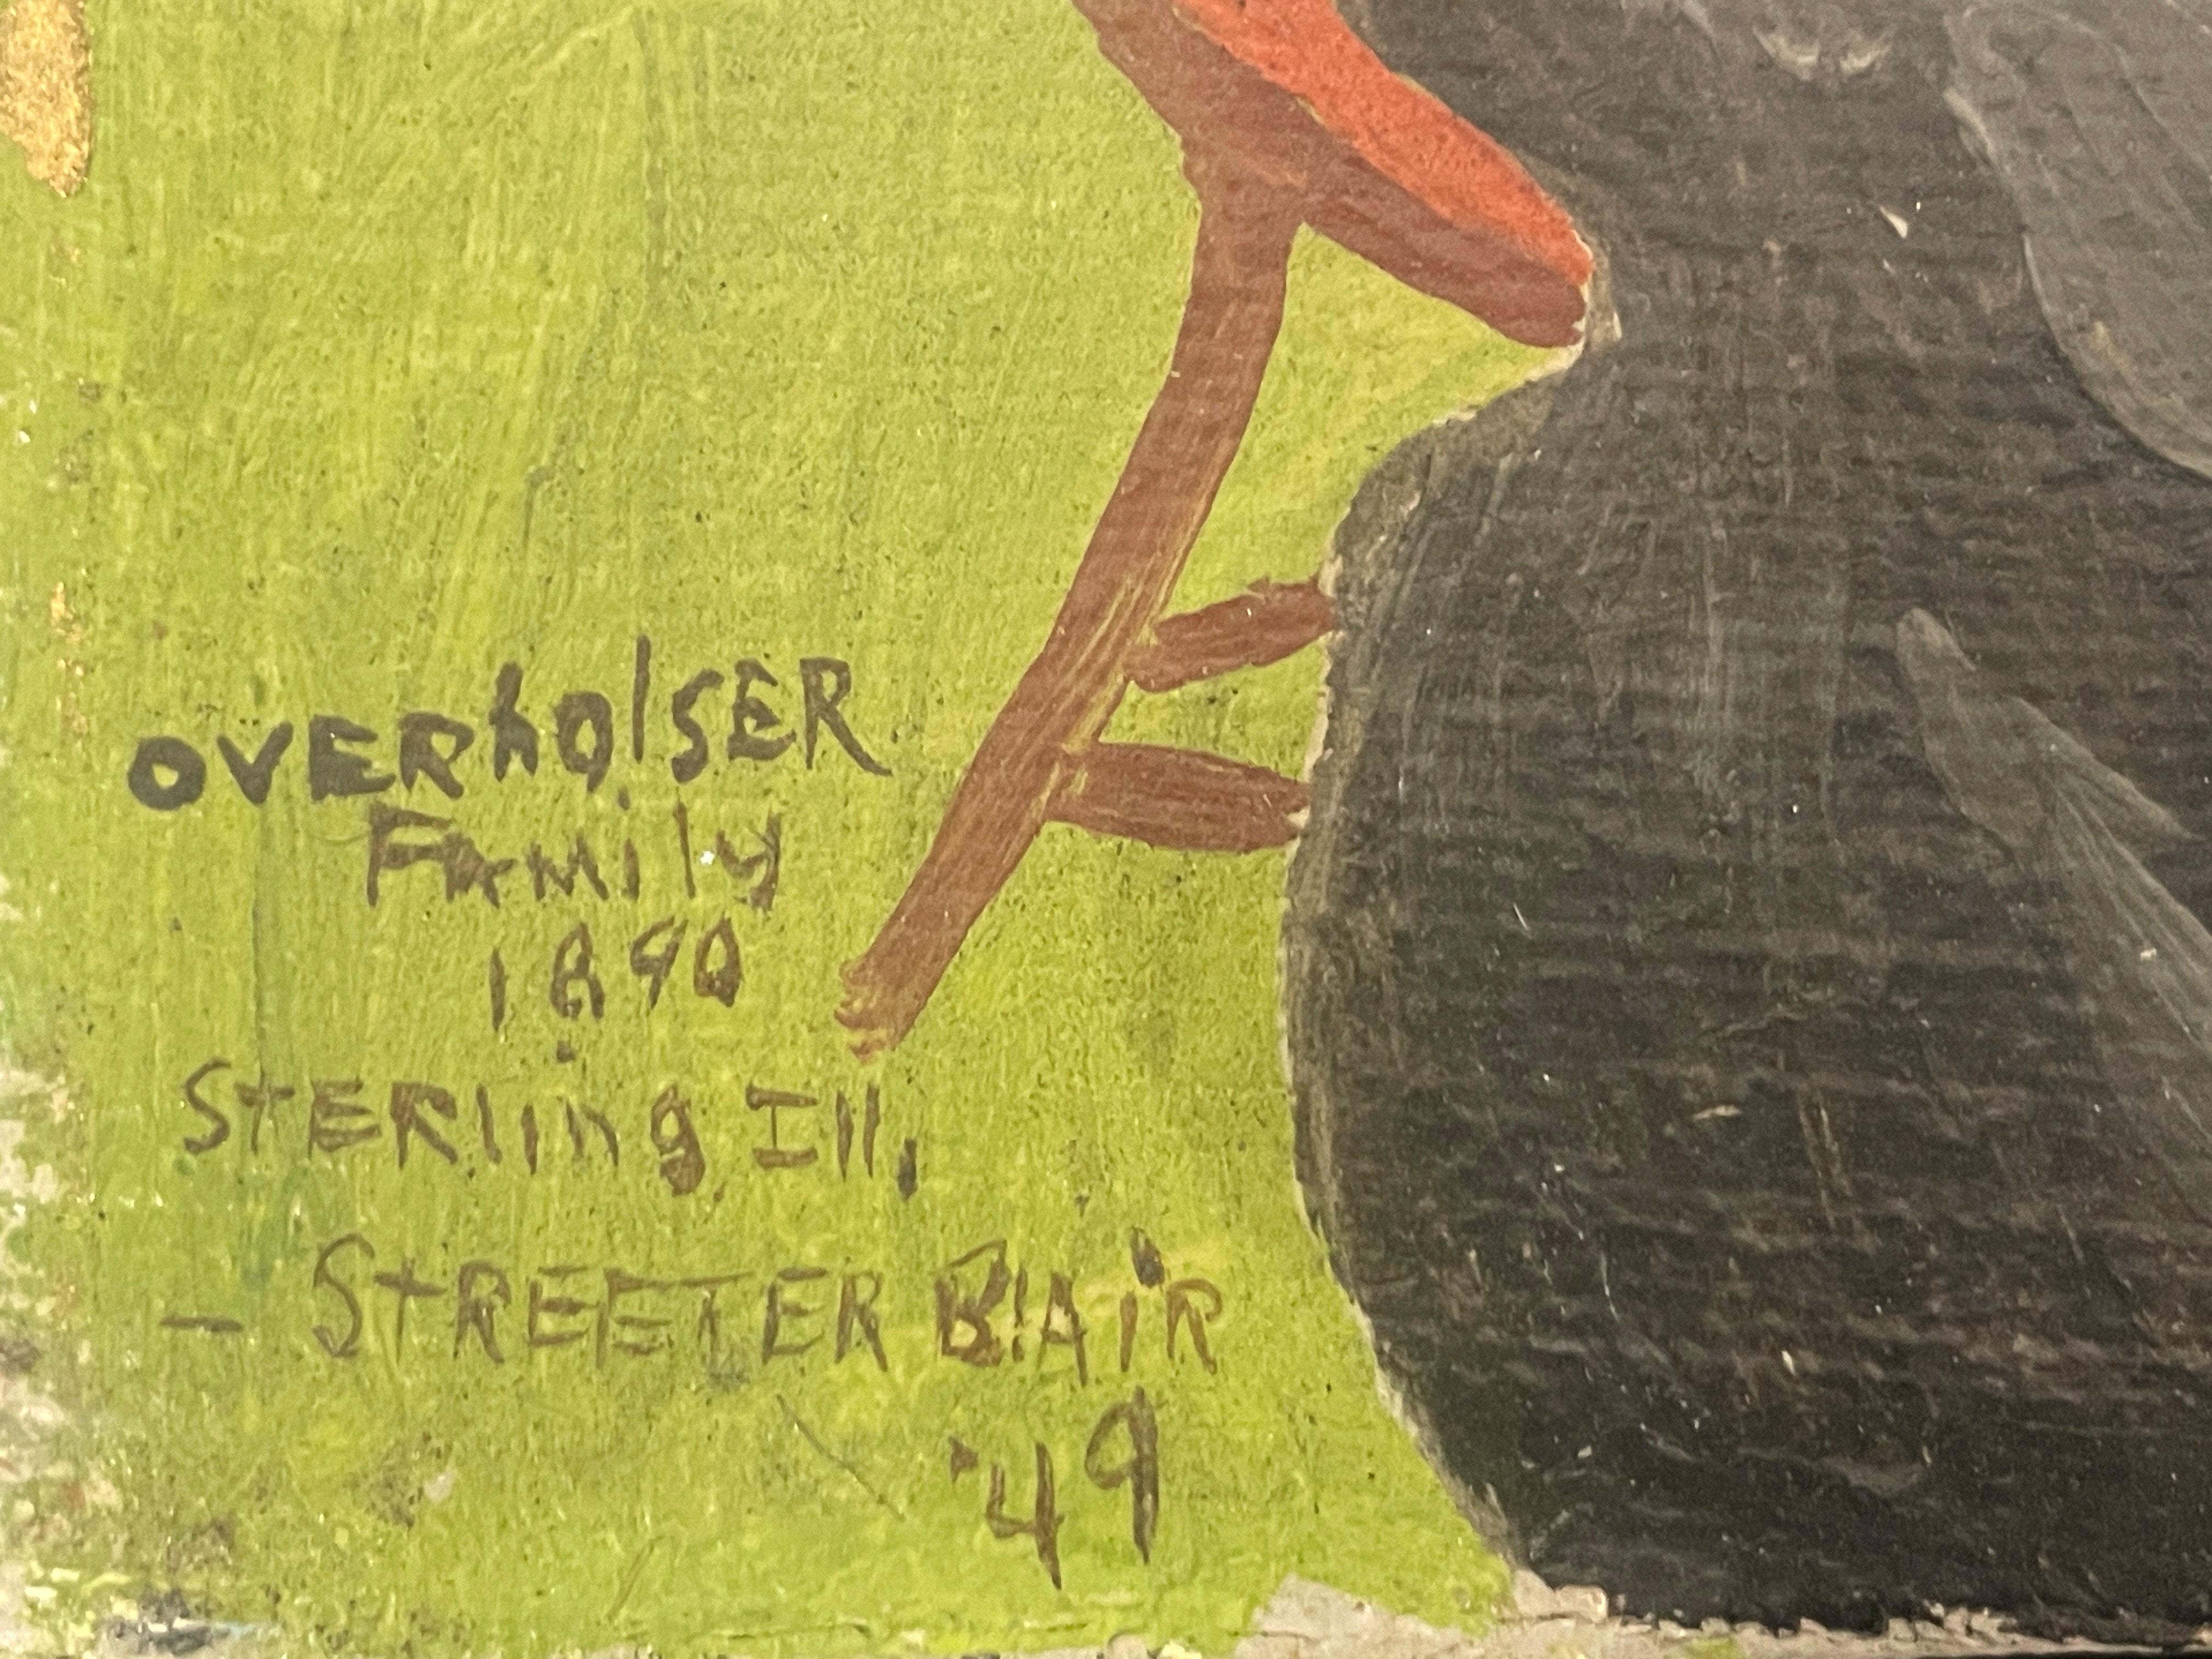 OVERholSER
FAMily
1890
StERling Ill.
- StREETER BlAiR
'49